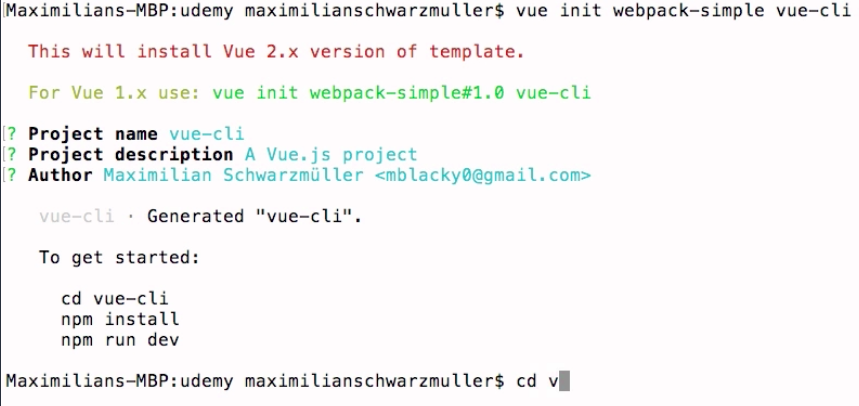 Maximilians-MBP:udemy maximilianschwarzmuller$ vue init webpack-simple vue-cli
This will install Vue 2.x version of template.
For Vue 1.x use: vue init webpack-simple#1.0 vue-cli
? Project name vue-cli
? Project description A Vue.js project
? Author Maximilian Schwarzmüller <mblacky0@gmail.com>
vue-cli · Generated "vue-cli".
To get started:
cd vue-cli
npm install
npm run dev
Maximilians-MBP:udemy maximilianschwarzmuller$ cd v